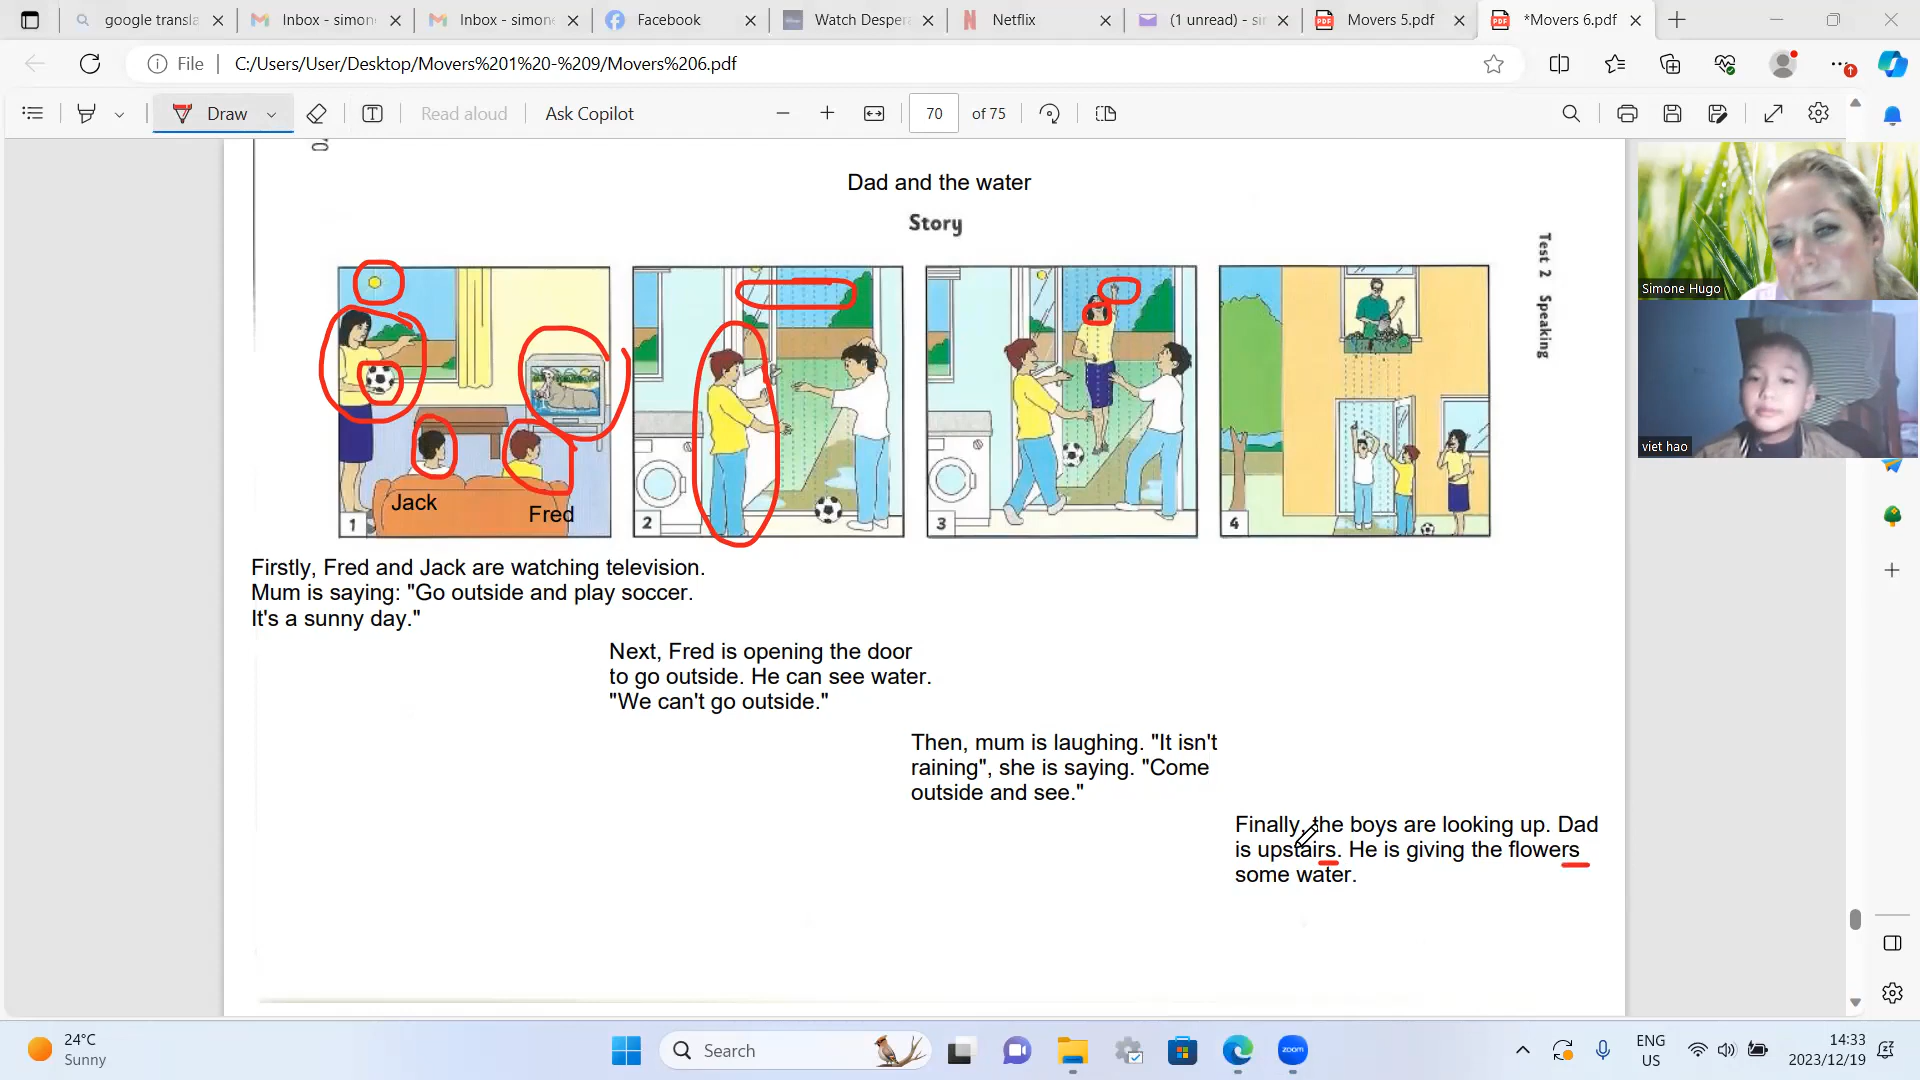 google transla
Inbox - simon
Inbox - simon
Facebook
Watch Despera
Netflix
(1 unread) - si
Movers 5.pdf
*Movers 6.pdf
File
C:/Users/User/Desktop/Movers%201%20-%209/Movers%206.pdf
Draw
Read aloud
Ask Copilot
70
of 75
Dad and the water
Story
Test 2 Speaking
Jack
Fred
1
2
3
4
Firstly, Fred and Jack are watching television.
Mum is saying: "Go outside and play soccer.
It's a sunny day."
Next, Fred is opening the door
to go outside. He can see water.
"We can't go outside."
Then, mum is laughing. "It isn't
raining", she is saying. "Come
outside and see."
Finally, the boys are looking up. Dad
is upstairs. He is giving the flowers
some water.
Simone Hugo
viet hao
24°C
Sunny
Search
zoom
ENG
US
14:33
2023/12/19